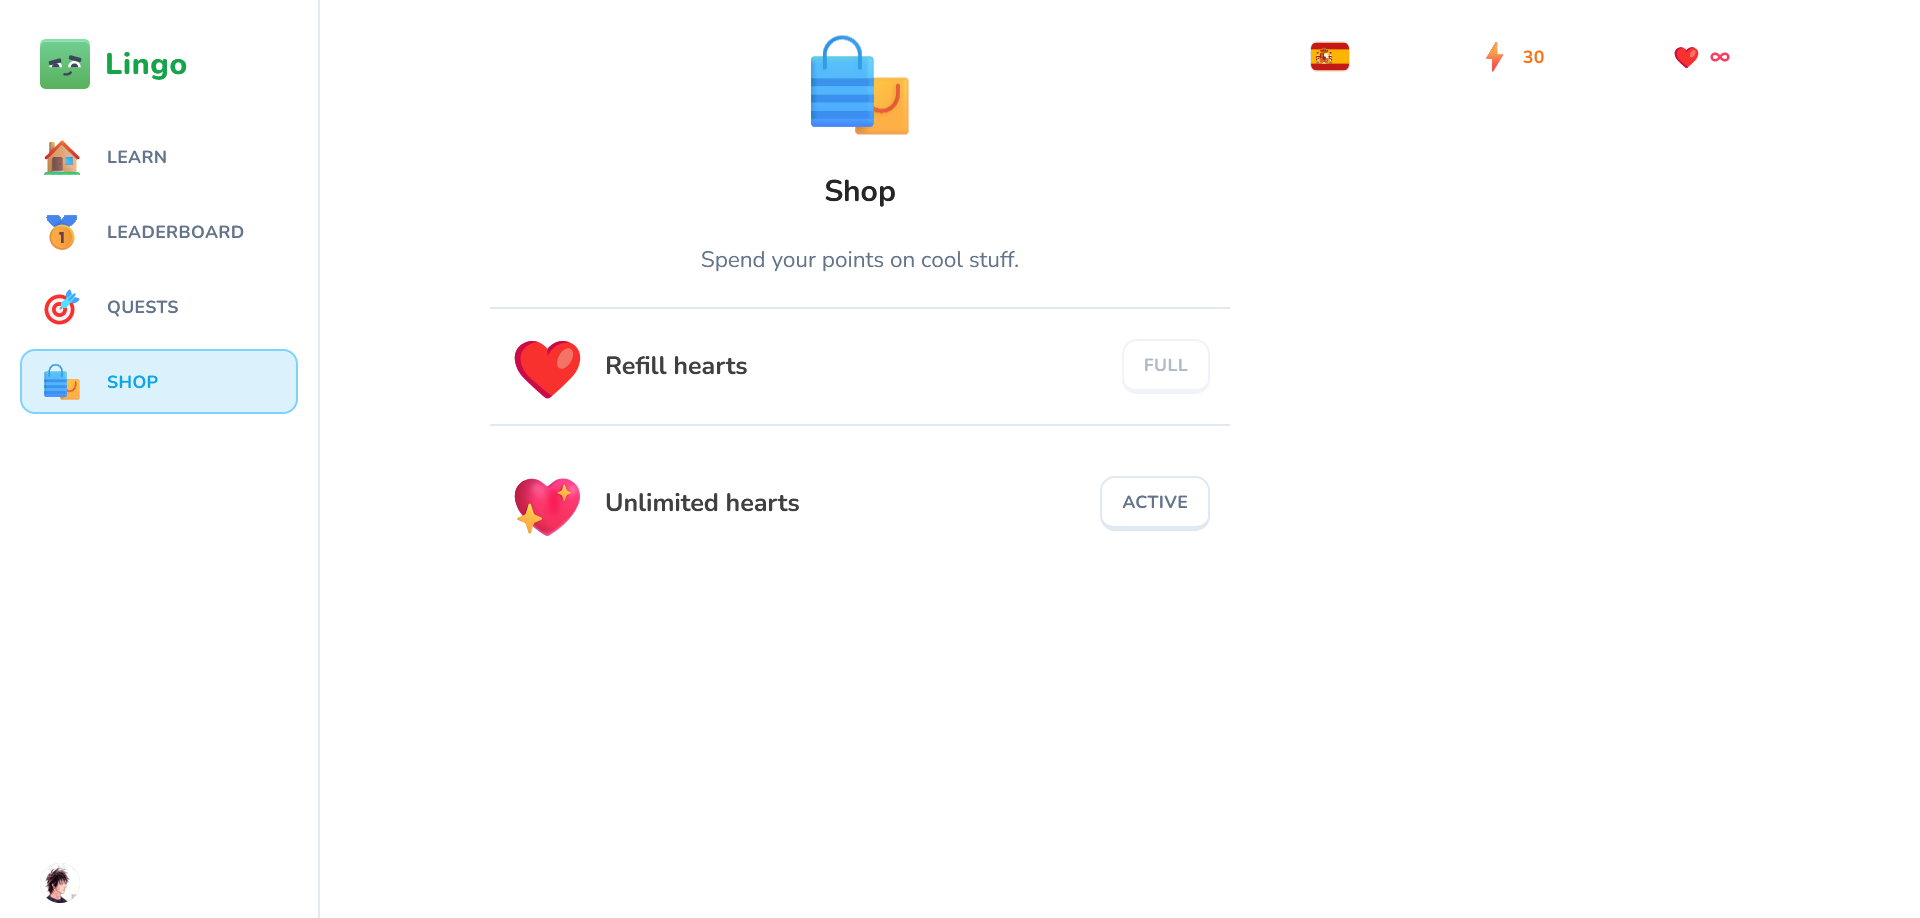 Lingo
LEARN
LEADERBOARD
1
QUESTS
SHOP
Shop
Spend your points on cool stuff.
Refill hearts
FULL
Unlimited hearts
ACTIVE
30
∞